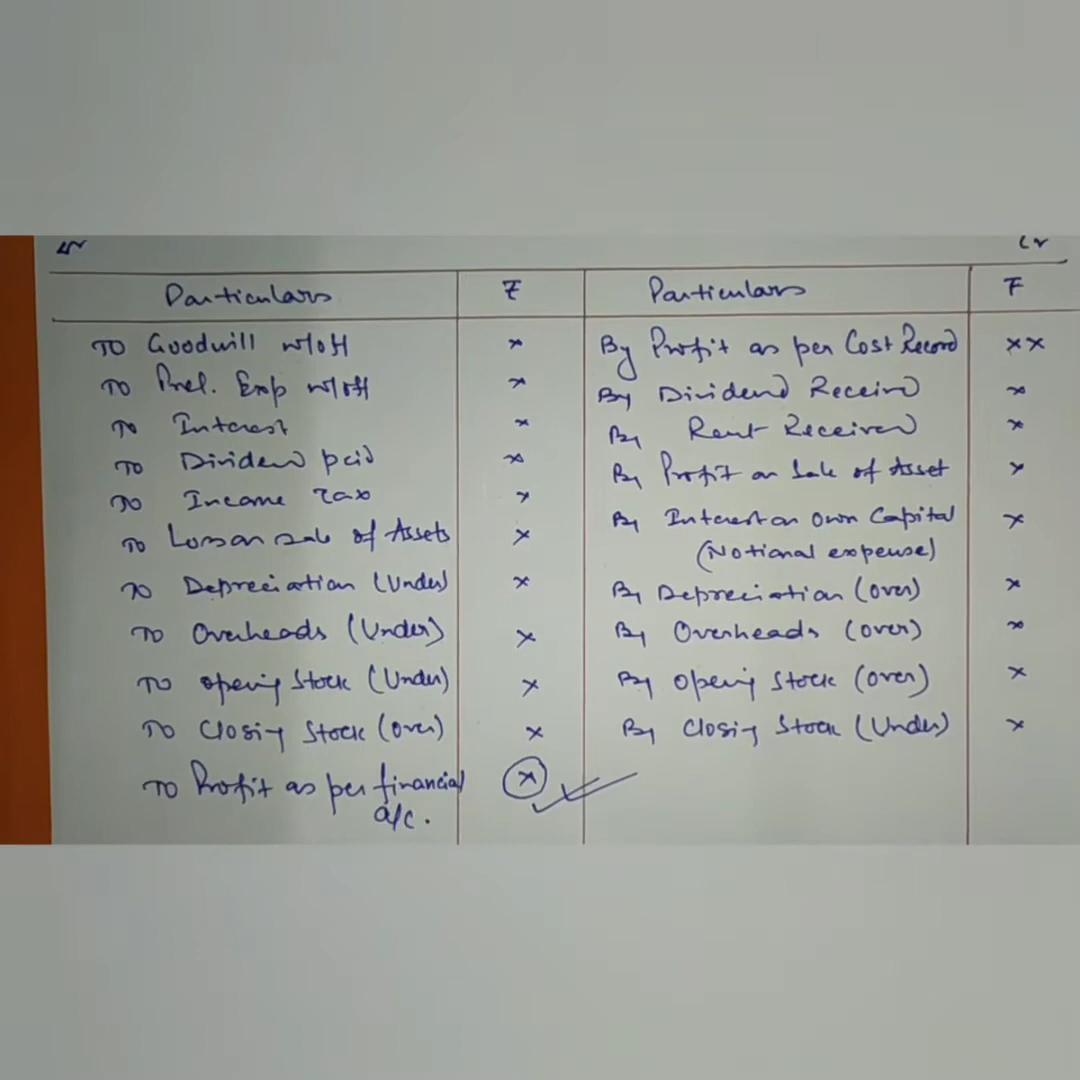 Dr
Cr
Particulars ₹ Particulars ₹
To Goodwill w/off × By Profit as per Cost Record ××
To Prel. Exp w/off × By Dividend Received ×
To Interest × By Rent Received ×
To Dividend paid × By Profit on Sale of Asset ×
To Income Tax × By Interest on Own Capital ×
(Notional expense)
To Loss on sale of Assets ×
To Depreciation (Under) × By Depreciation (over) ×
To Overheads (Under) × By Overheads (over) ×
To opening Stock (Under) × By Opening Stock (over) ×
To Closing Stock (over) × By Closing Stock (Under) ×
To Profit as per financial ×
a/c.